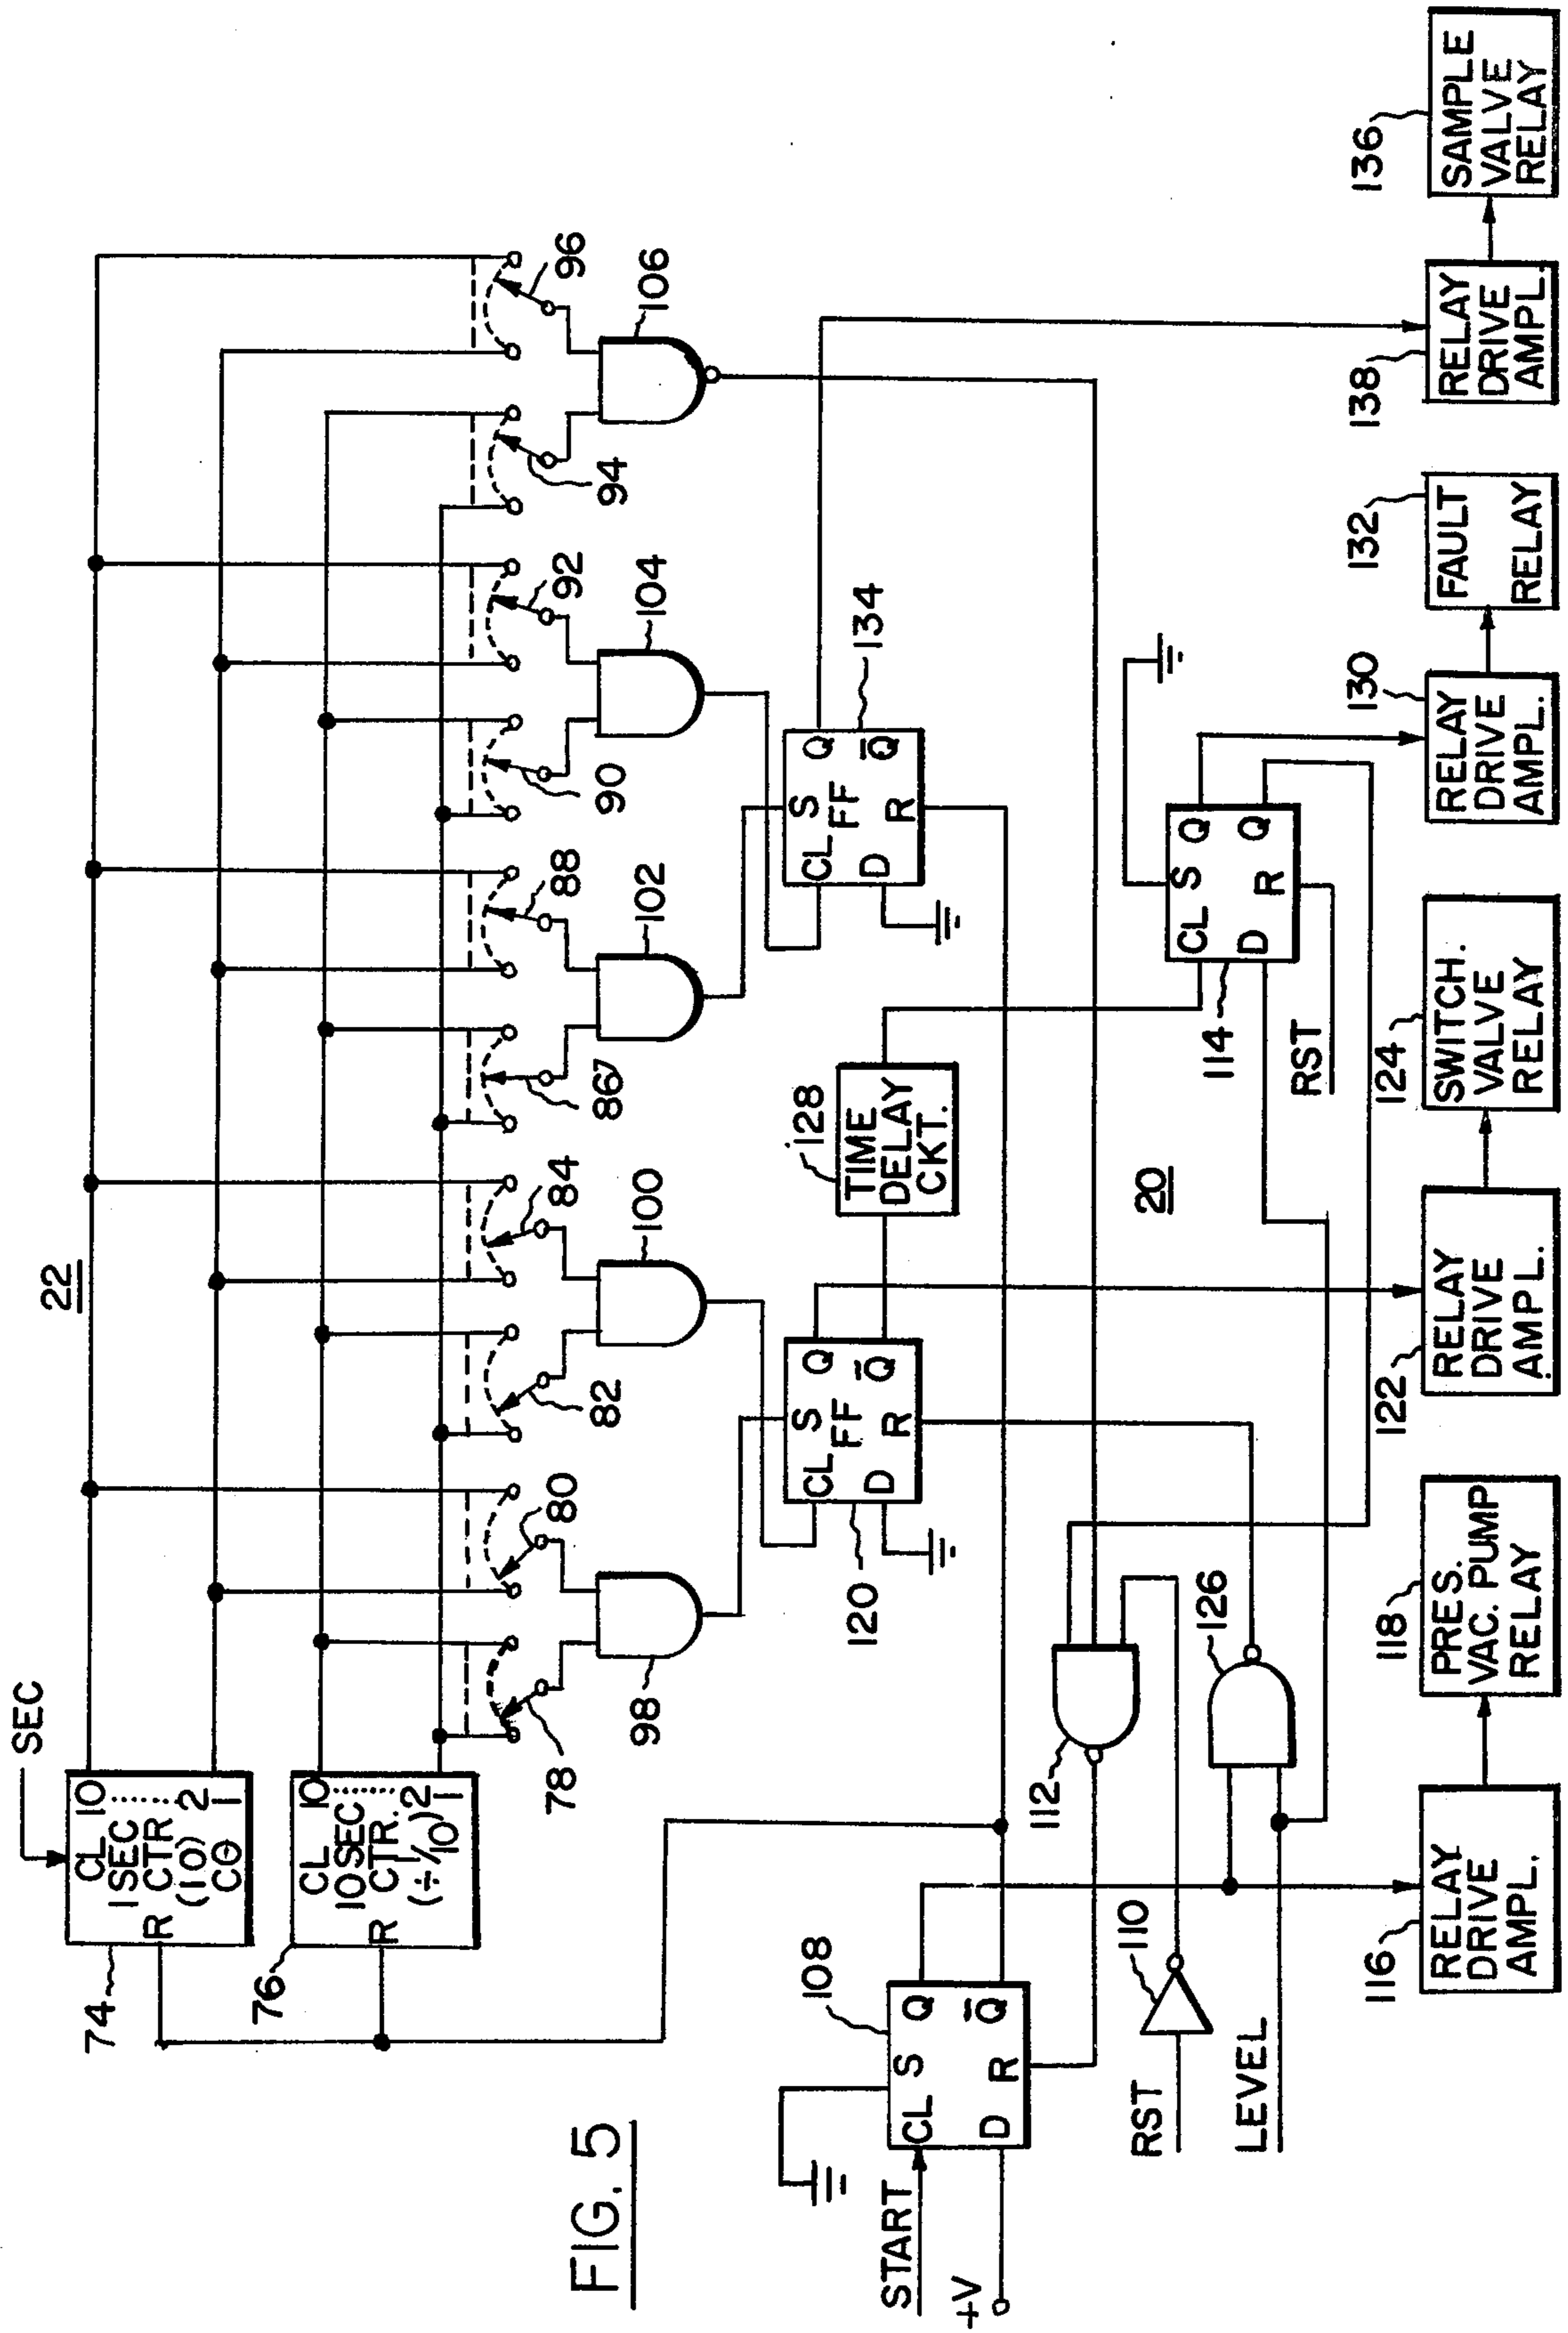 22
SEC
CL 10
1SEC
CTR 2
(10) 1
CO
R
74
CL 10
10SEC
CTR. 2
(÷/10) 1
R
76
78
80
82
84
86
88
90
92
94
96
98
100
102
104
106
FIG. 5
START
+V
CL S Q
D R Q̅
108
RST
110
LEVEL
112
126
CL S Q
FF
D R Q̅
120
128
TIME
DELAY
CKT.
CL S Q
FF
D R Q̅
134
20
CL S Q
D R Q
114
RST
116
RELAY
DRIVE
AMPL.
118
PRES.
VAC. PUMP
RELAY
122
RELAY
DRIVE
AMPL.
124
SWITCH.
VALVE
RELAY
130
RELAY
DRIVE
AMPL.
132
FAULT
RELAY
138
RELAY
DRIVE
AMPL.
136
SAMPLE
VALVE
RELAY